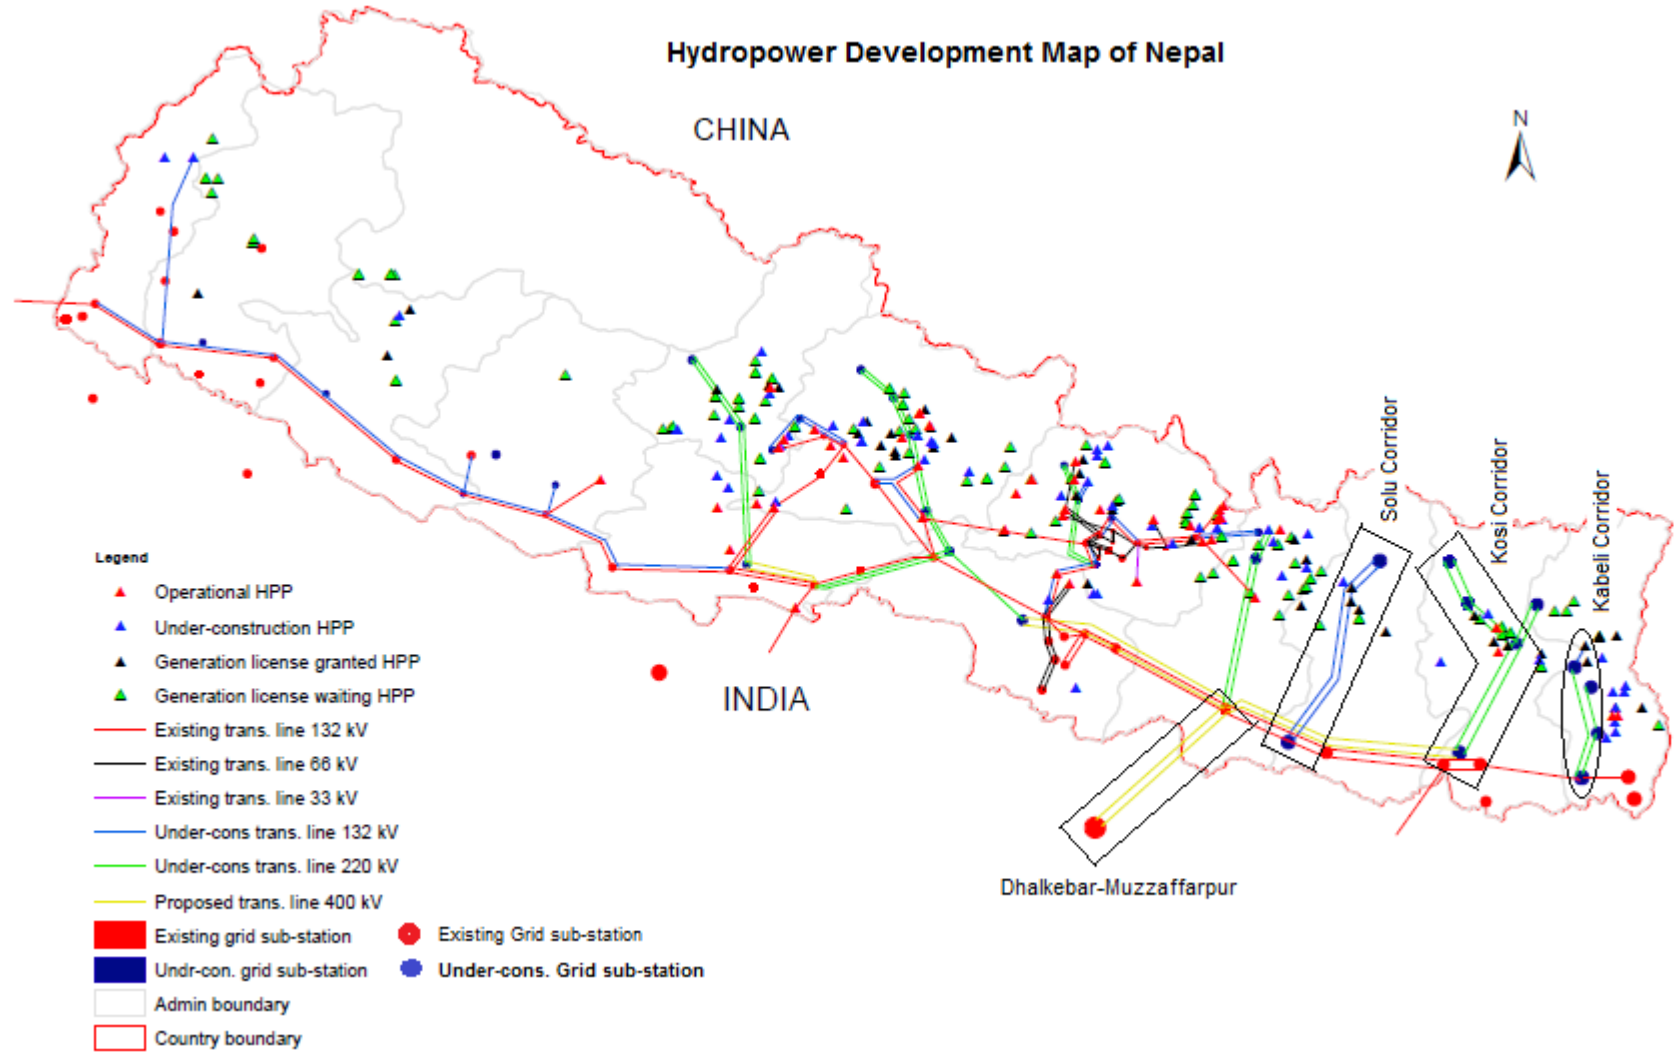 Hydropower Development Map of Nepal
CHINA
N
Solu Corridor
Kosi Corridor
Kabeli Corridor
INDIA
Dhalkebar-Muzzaffarpur
Legend
Operational HPP
Under-construction HPP
Generation license granted HPP
Generation license waiting HPP
Existing trans. line 132 kV
Existing trans. line 66 kV
Existing trans. line 33 kV
Under-cons trans. line 132 kV
Under-cons trans. line 220 kV
Proposed trans. line 400 kV
Existing grid sub-station
Existing Grid sub-station
Undr-con. grid sub-station
Under-cons. Grid sub-station
Admin boundary
Country boundary